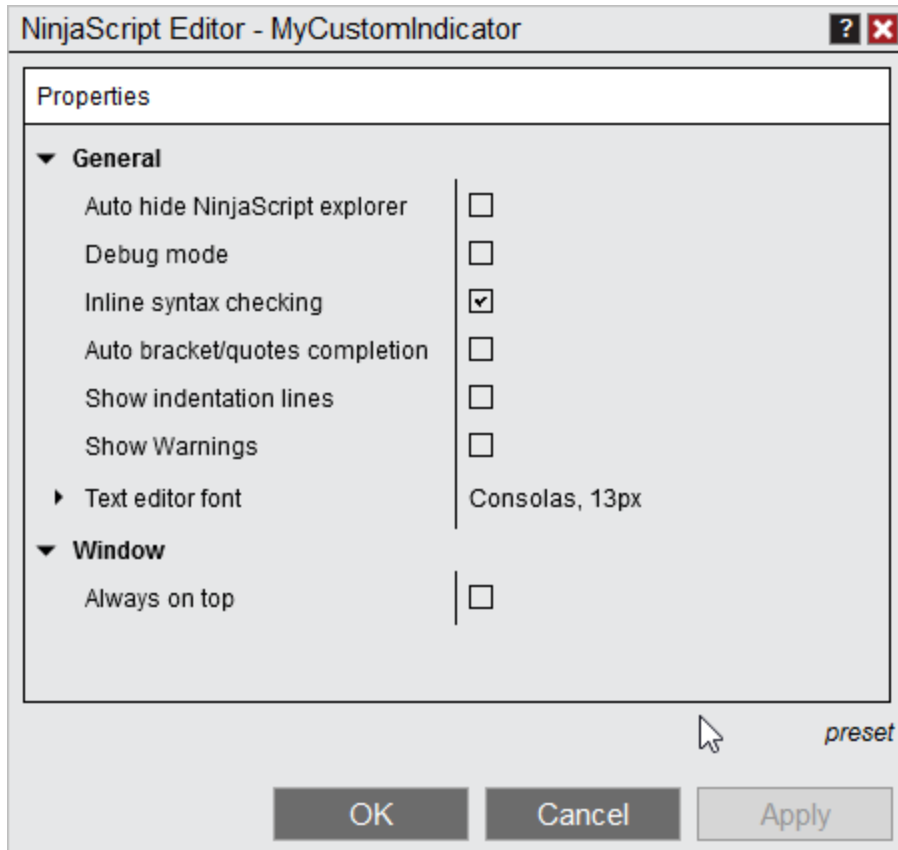 NinjaScript Editor - MyCustomIndicator ?
Properties
General
Auto hide NinjaScript explorer
Debug mode
Inline syntax checking
Auto bracket/quotes completion
Show indentation lines
Show Warnings
Text editor font Consolas, 13px
Window
Always on top
preset
OK Cancel Apply